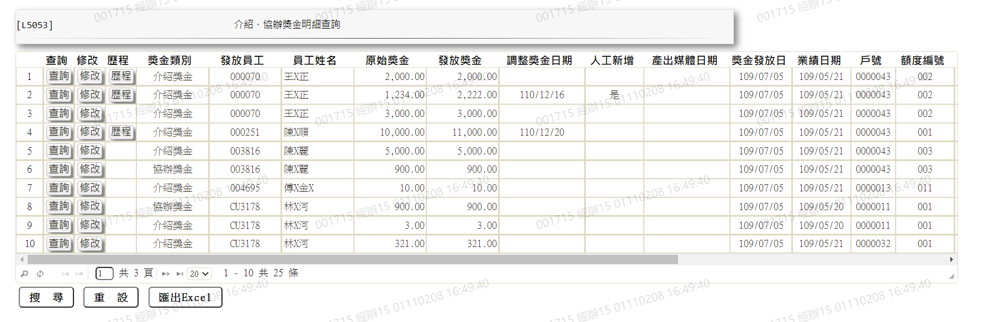 [L5053] 介紹、協辦獎金明細查詢
查詢 修改 歷程 獎金類別 發放員工 員工姓名 原始獎金 發放獎金 調整獎金日期 人工新增 產出媒體日期 獎金發放日 業績日期 戶號 額度編號
1 查詢 修改 歷程 介紹獎金 000070 王X正 2,000.00 2,000.00 109/07/05 109/05/21 0000043 002
2 查詢 修改 歷程 介紹獎金 000070 王X正 1,234.00 2,222.00 110/12/16 是 109/07/05 109/05/21 0000043 002
3 查詢 修改 介紹獎金 000070 王X正 3,000.00 3,000.00 109/07/05 109/05/21 0000043 002
4 查詢 修改 歷程 介紹獎金 000251 陳X順 10,000.00 11,000.00 110/12/20 109/07/05 109/05/21 0000043 001
5 查詢 修改 介紹獎金 003816 陳X麗 5,000.00 5,000.00 109/07/05 109/05/21 0000043 003
6 查詢 修改 協辦獎金 003816 陳X麗 900.00 900.00 109/07/05 109/05/21 0000043 003
7 查詢 修改 介紹獎金 004695 傅X金X 10.00 10.00 109/07/05 109/05/21 0000013 011
8 查詢 修改 協辦獎金 CU3178 林X河 900.00 900.00 109/07/05 109/05/20 0000011 001
9 查詢 修改 介紹獎金 CU3178 林X河 3.00 3.00 109/07/05 109/05/20 0000011 001
10 查詢 修改 介紹獎金 CU3178 林X河 321.00 321.00 109/07/05 109/05/21 0000032 001
1 共 3 頁 20 1 - 10 共 25 條
搜 尋 重 設 匯出Excel
001715 經辦15 01110208 16:49:40